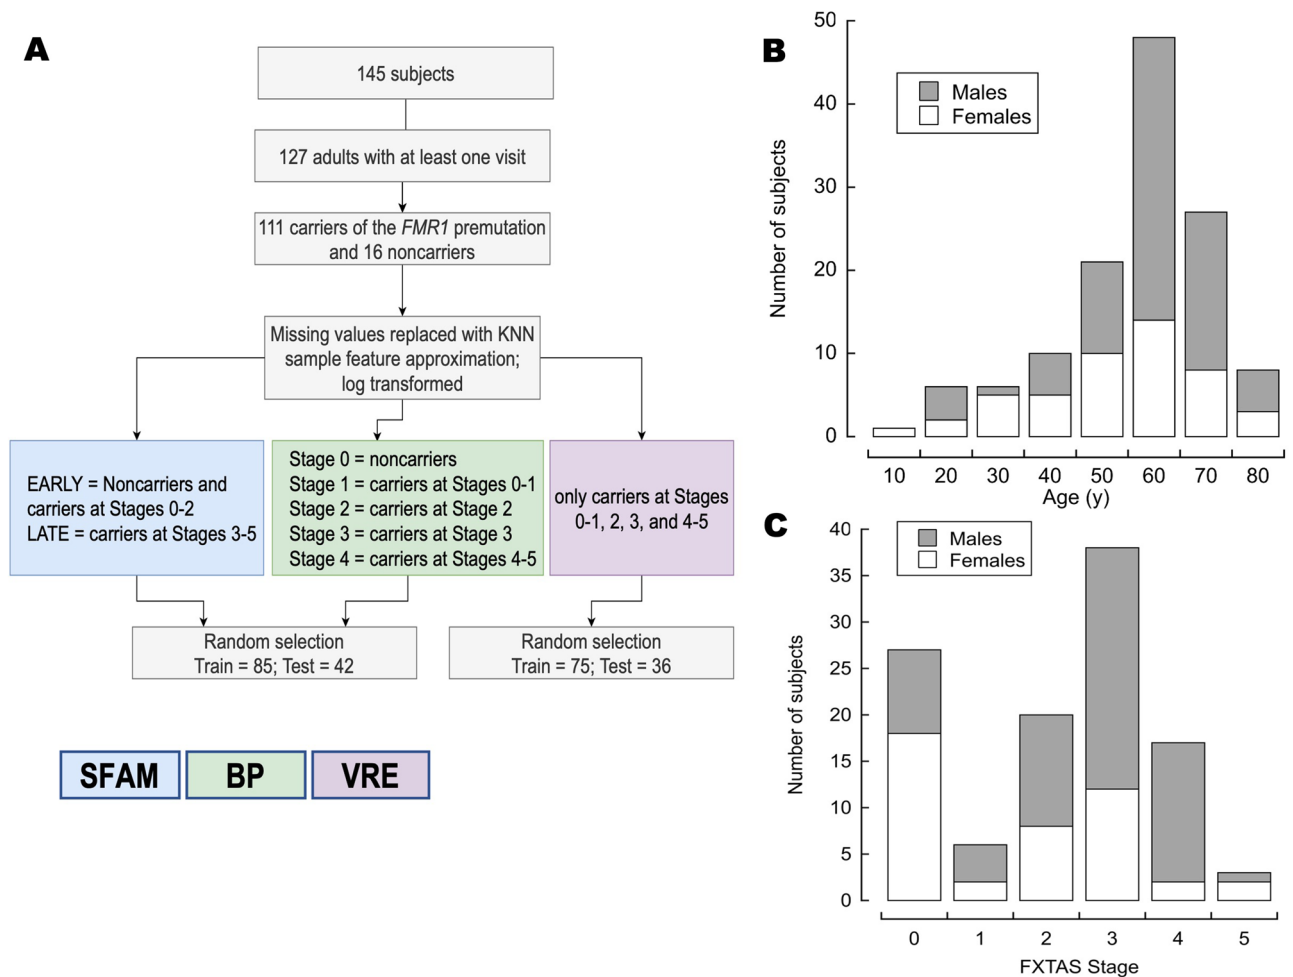 A
145 subjects
127 adults with at least one visit
111 carriers of the FMR1 premutation
and 16 noncarriers
Missing values replaced with KNN
sample feature approximation;
log transformed
EARLY = Noncarriers and
carriers at Stages 0-2
LATE = carriers at Stages 3-5
Stage 0 = noncarriers
Stage 1 = carriers at Stages 0-1
Stage 2 = carriers at Stage 2
Stage 3 = carriers at Stage 3
Stage 4 = carriers at Stages 4-5
only carriers at Stages
0-1, 2, 3, and 4-5
Random selection
Train = 85; Test = 42
Random selection
Train = 75; Test = 36
SFAM
BP
VRE
B
Number of subjects
50
40
30
20
10
0
Males
Females
10 20 30 40 50 60 70 80
Age (y)
C
Number of subjects
40
35
30
25
20
15
10
5
0
Males
Females
0 1 2 3 4 5
FXTAS Stage